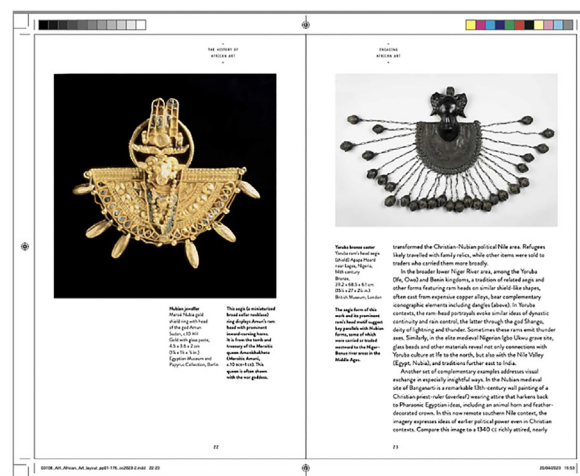 THE HISTORY OF
AFRICAN ART
ENGAGING
AFRICAN ART
Nubian jeweller
Meroë Nubia gold
shield ring with head
of the god Amun
Sudan, c.10 BCE
Gold with glass paste,
Egyptian Museum and
Papyrus Collection, Berlin
This aegis (a miniaturized
broad collar necklace)
ring displays Amun's ram
head with prominent
inward-curving horns.
It is from the tomb and
treasury of the Meroitic
queen Amanishakheto
(Meroitic Amani,
c.10 BCE–1 CE). This
queen is often shown
with the war goddess.
22
Yoruba bronze caster
Yoruba ram's head aegis
(shield) Apapa Hoard
near Lagos, Nigeria,
14th century
Bronze,
British Museum, London
The aegis form of this
work and its prominent
ram's head motif suggest
key parallels with Nubian
forms, some of which
were carried or traded
westward to the Niger–
Benue river areas in the
Middle Ages.
transformed the Christian-Nubian political Nile area. Refugees
likely travelled with family relics, while other items were sold to
traders who carried them more broadly.
In the broader lower Niger River area, among the Yoruba
(Ife, Owo) and Benin kingdoms, a tradition of related aegis and
other forms featuring ram heads on similar shield-like shapes,
often cast from expensive copper alloys, bear complementary
iconographic elements including dangles (above). In Yoruba
contexts, the ram-head portrayals evoke similar ideas of dynastic
continuity and rain control, the latter through the god Shango,
deity of lightning and thunder. Sometimes these rams emit thunder
axes. Similarly, in the elite medieval Nigerian Igbo Ukwu grave site,
glass beads and other materials reveal not only connections with
Yoruba culture at Ife to the north, but also with the Nile Valley
(Egypt, Nubia), and traditions further east to India.
Another set of complementary examples addresses visual
exchange in especially insightful ways. In the Nubian medieval
site of Banganarti is a remarkable 13th-century wall painting of a
Christian priest-ruler (overleaf) wearing attire that harkens back
to Pharaonic Egyptian ideas, including an animal horn and feather-
decorated crown. In this now remote southern Nile context, the
imagery expresses ideas of earlier political power even in Christian
contexts. Compare this image to a 1340 CE richly attired, nearly
23